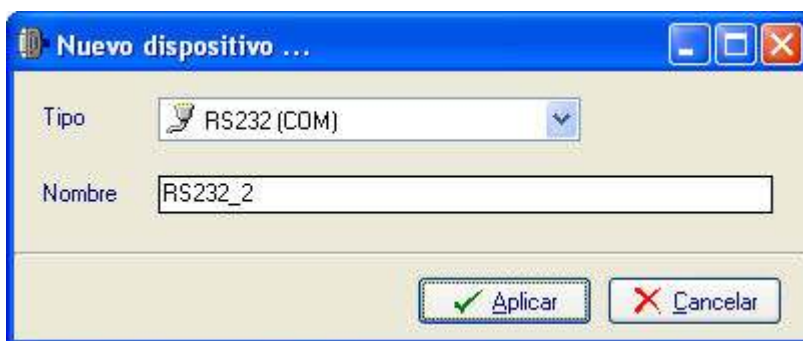 Nuevo dispositivo ...
Tipo RS232 (COM)
Nombre RS232_2
Aplicar Cancelar